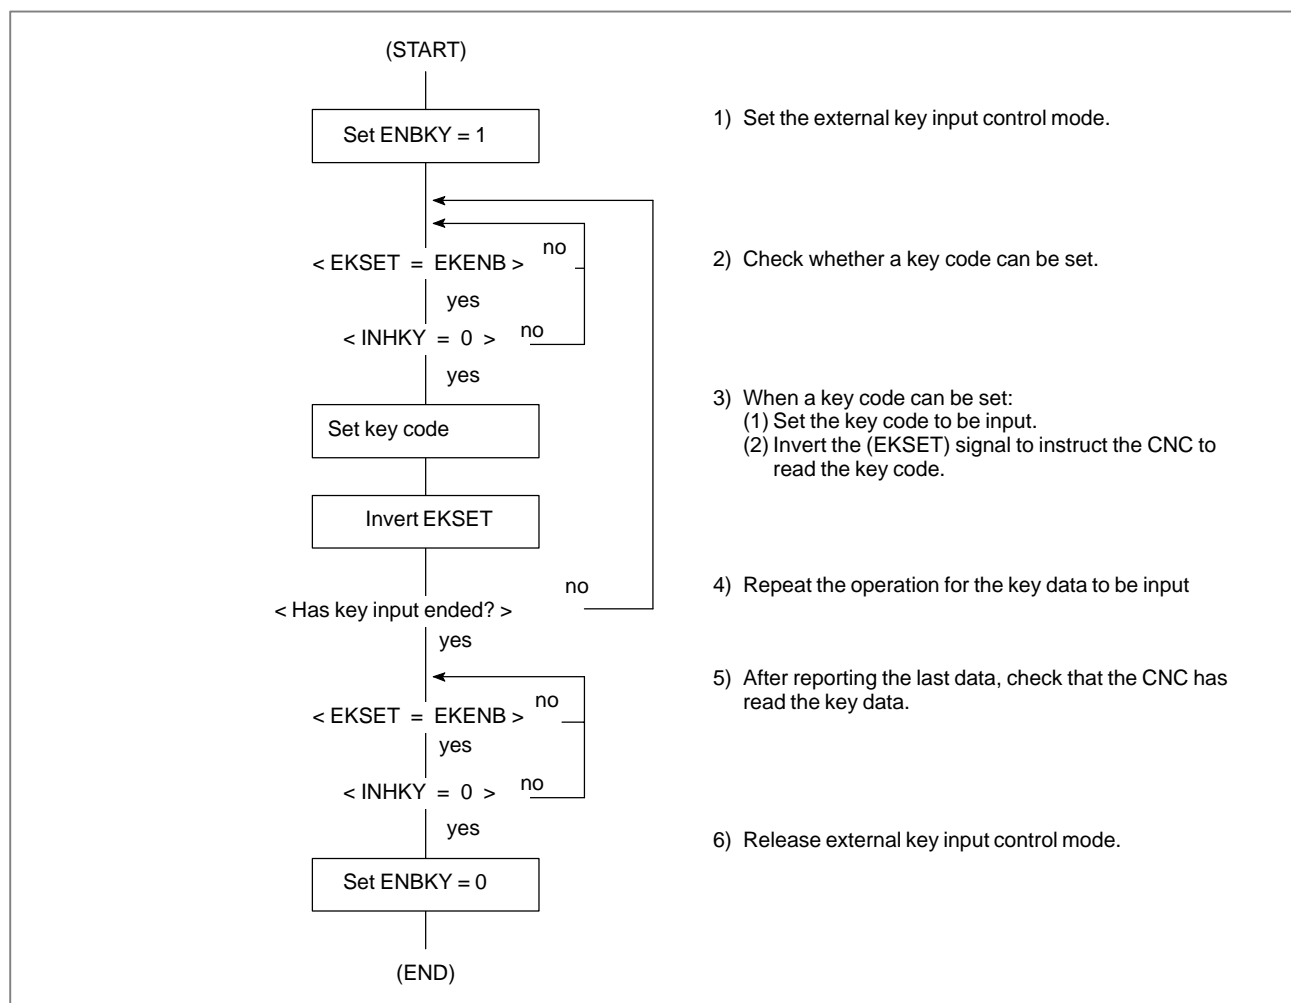 (START)
Set ENBKY = 1
1) Set the external key input control mode.
no
< EKSET = EKENB >
2) Check whether a key code can be set.
yes
< INHKY = 0 > no
yes
3) When a key code can be set:
(1) Set the key code to be input.
(2) Invert the (EKSET) signal to instruct the CNC to
read the key code.
Set key code
Invert EKSET
no
4) Repeat the operation for the key data to be input
< Has key input ended? >
yes
5) After reporting the last data, check that the CNC has
read the key data.
no
< EKSET = EKENB >
yes
< INHKY = 0 > no
yes
6) Release external key input control mode.
Set ENBKY = 0
(END)